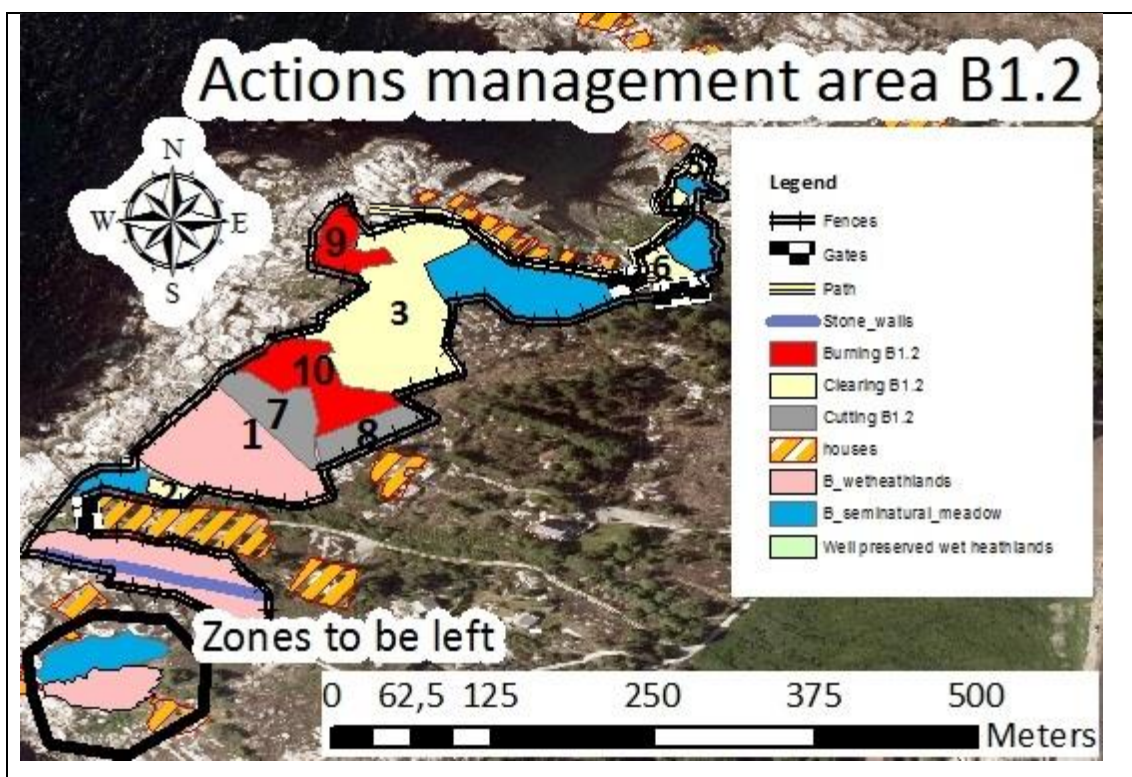 Actions management area B1.2
N
W E
S
Legend
Fences
Gates
Path
Stone_walls
Burning B1.2
Clearing B1.2
Cutting B1.2
houses
B_wetheathlands
B_seminatural_meadow
Well preserved wet heathlands
9
6
3
10
7
1
8
2
Zones to be left
0 62,5 125 250 375 500
Meters